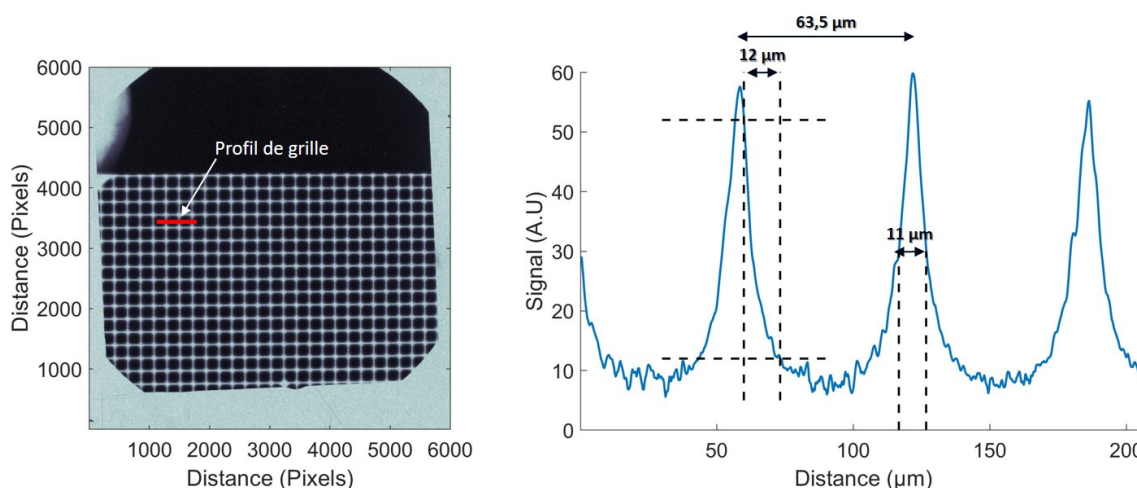 6000
5000
4000
3000
2000
1000
0
Distance (Pixels)
1000 2000 3000 4000 5000 6000
Distance (Pixels)
Profil de grille
63,5 µm
12 µm
11 µm
60
50
40
30
20
10
0
Signal (A.U)
50 100 150 200
Distance (µm)